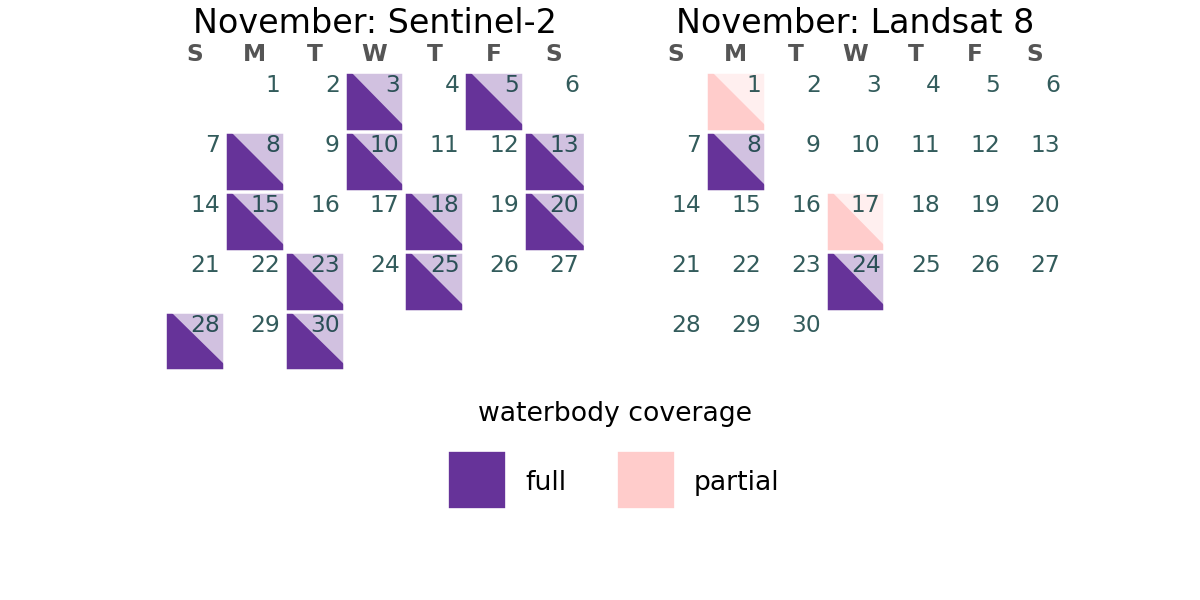 November: Sentinel-2
S M T W T F S
1 2 3 4 5 6
7 8 9 10 11 12 13
14 15 16 17 18 19 20
21 22 23 24 25 26 27
28 29 30
November: Landsat 8
S M T W T F S
1 2 3 4 5 6
7 8 9 10 11 12 13
14 15 16 17 18 19 20
21 22 23 24 25 26 27
28 29 30
waterbody coverage
full partial